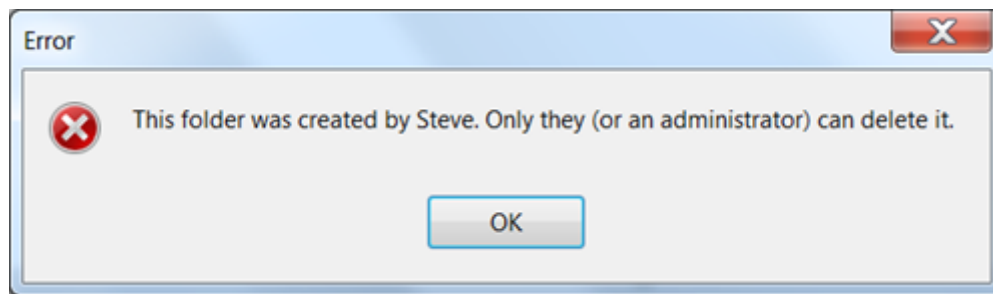 Error
This folder was created by Steve. Only they (or an administrator) can delete it.
OK